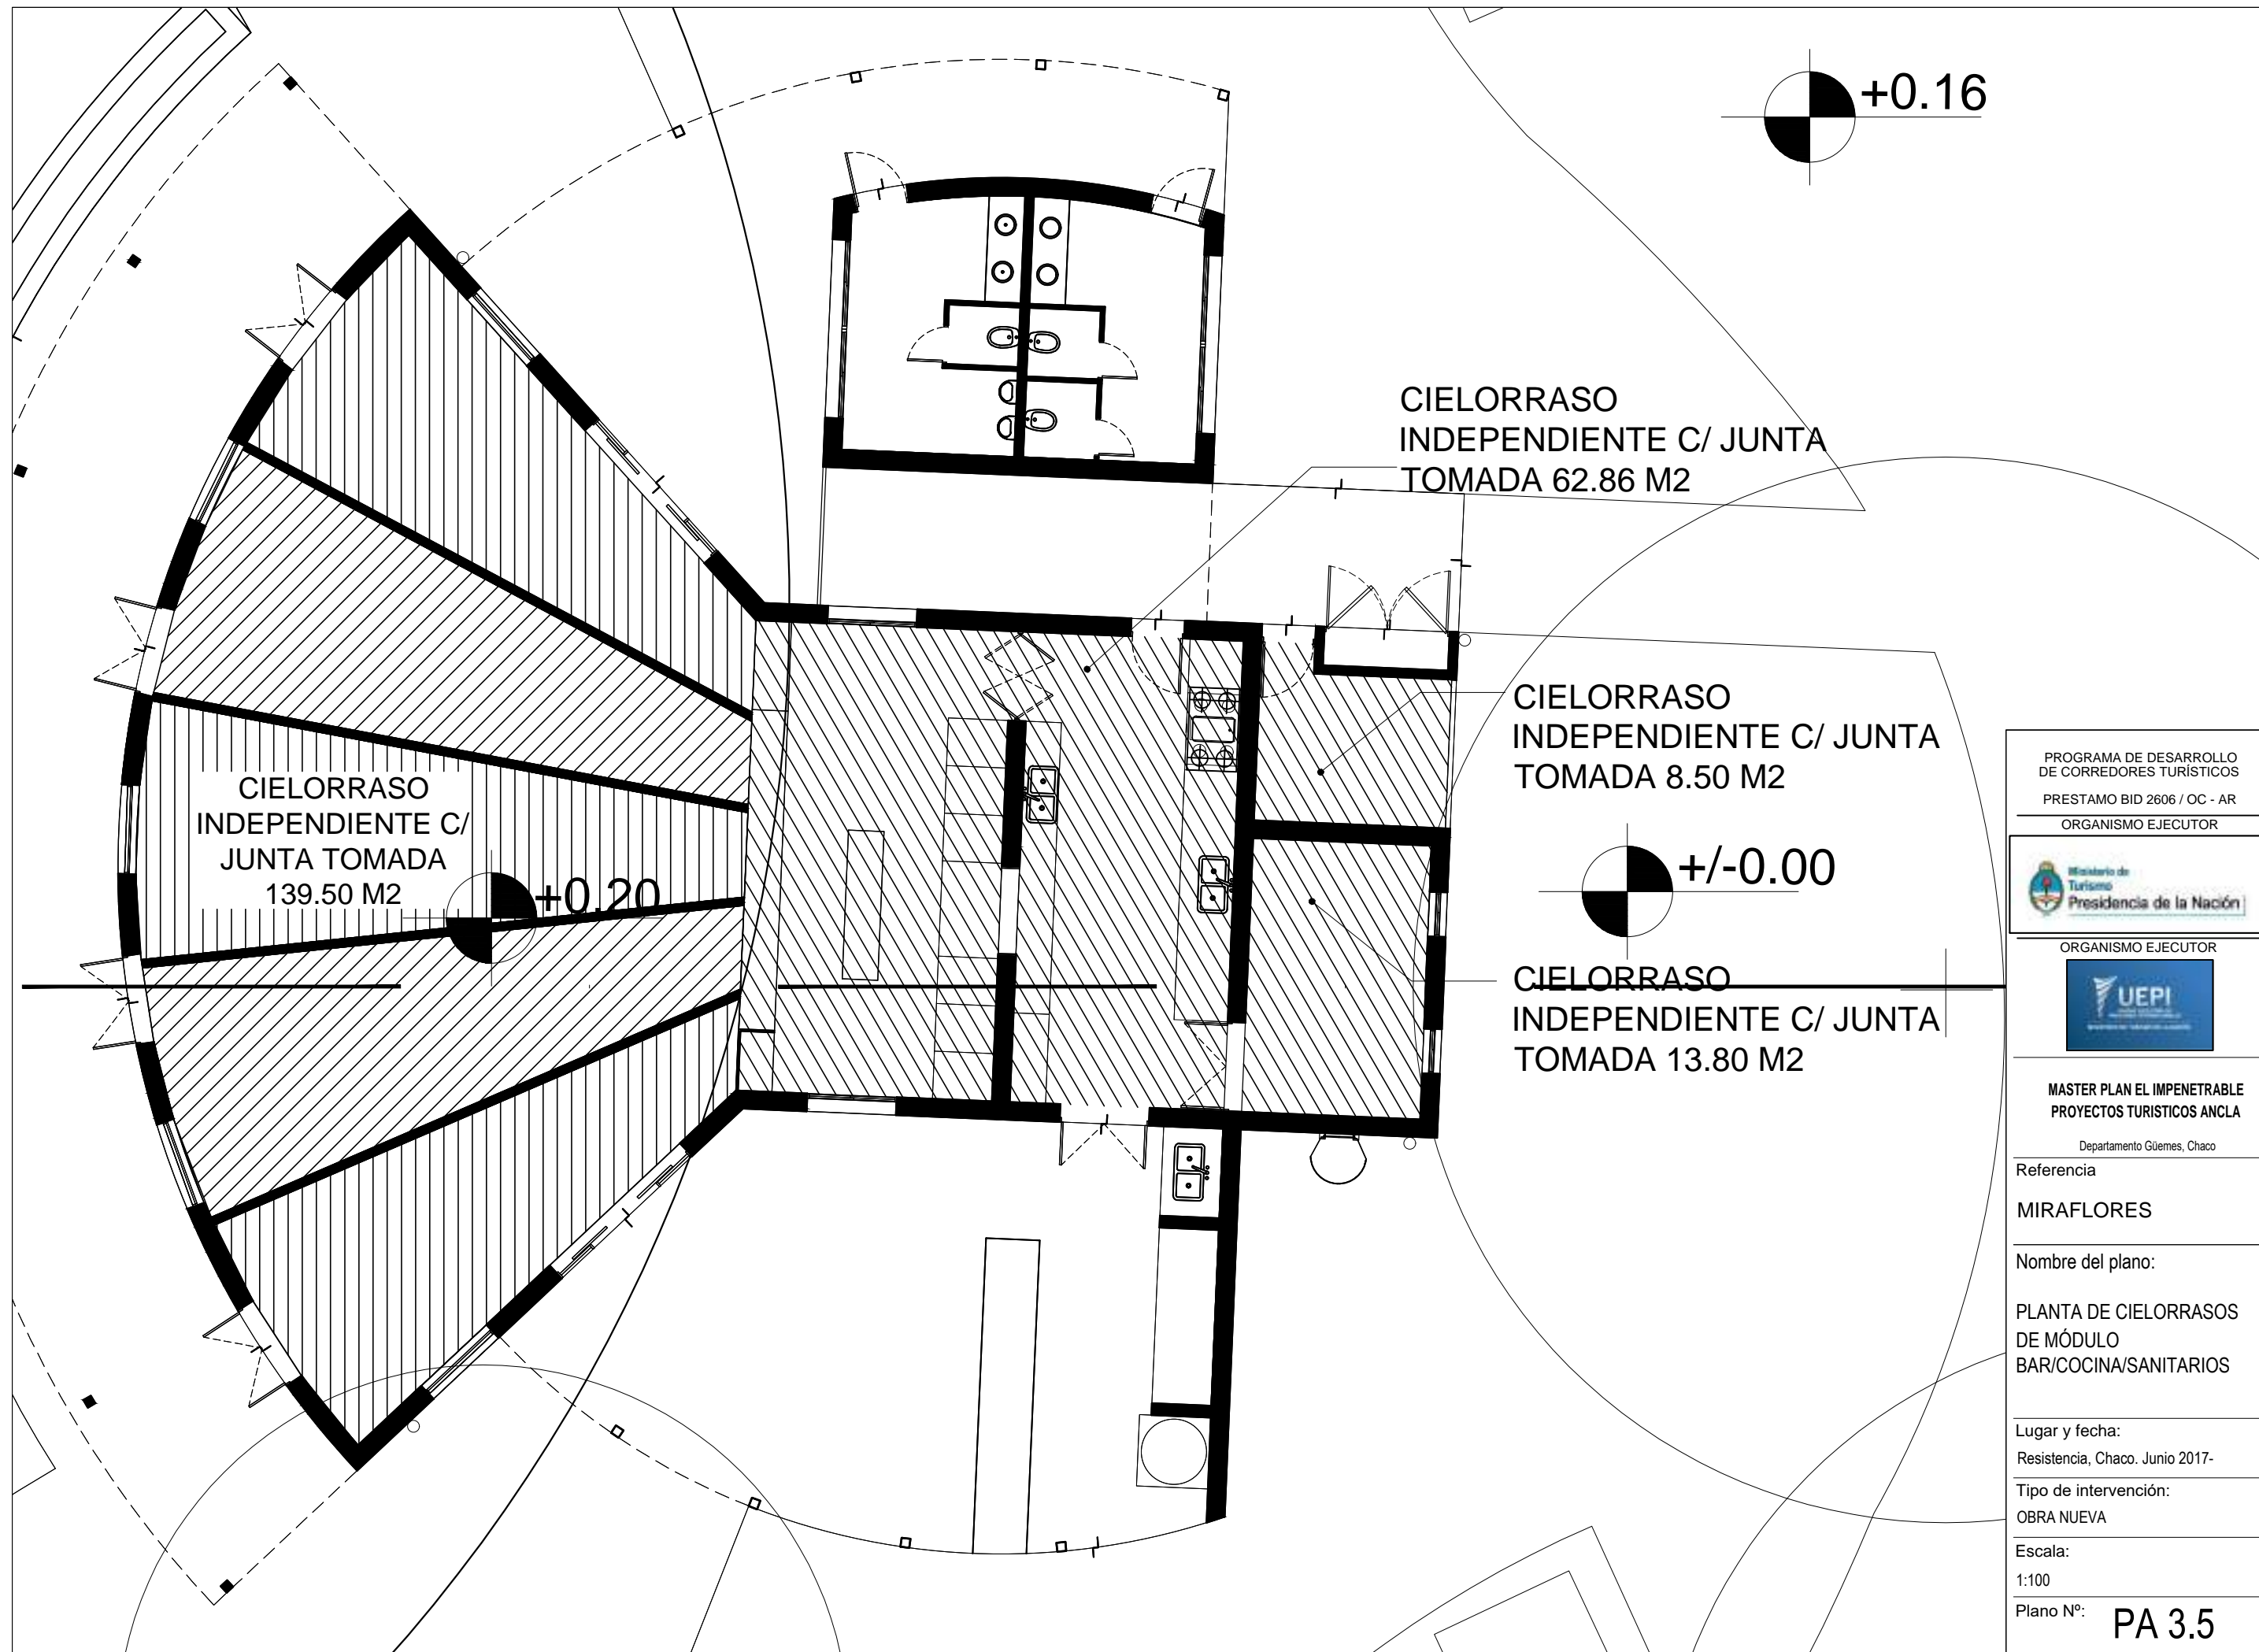 +0.16
CIELORRASO
INDEPENDIENTE C/ JUNTA
TOMADA 62.86 M2
CIELORRASO
INDEPENDIENTE C/ JUNTA
TOMADA 8.50 M2
+/-0.00
CIELORRASO
INDEPENDIENTE C/ JUNTA
TOMADA 13.80 M2
CIELORRASO
INDEPENDIENTE C/
JUNTA TOMADA
139.50 M2
+0.20
PROGRAMA DE DESARROLLO
DE CORREDORES TURÍSTICOS
PRESTAMO BID 2606 / OC - AR
ORGANISMO EJECUTOR
Ministerio de
Turismo
Presidencia de la Nación
ORGANISMO EJECUTOR
UEPI
MASTER PLAN EL IMPENETRABLE
PROYECTOS TURISTICOS ANCLA
Departamento Güemes, Chaco
Referencia
MIRAFLORES
Nombre del plano:
PLANTA DE CIELORRASOS
DE MÓDULO
BAR/COCINA/SANITARIOS
Lugar y fecha:
Resistencia, Chaco. Junio 2017-
Tipo de intervención:
OBRA NUEVA
Escala:
1:100
Plano Nº: PA 3.5